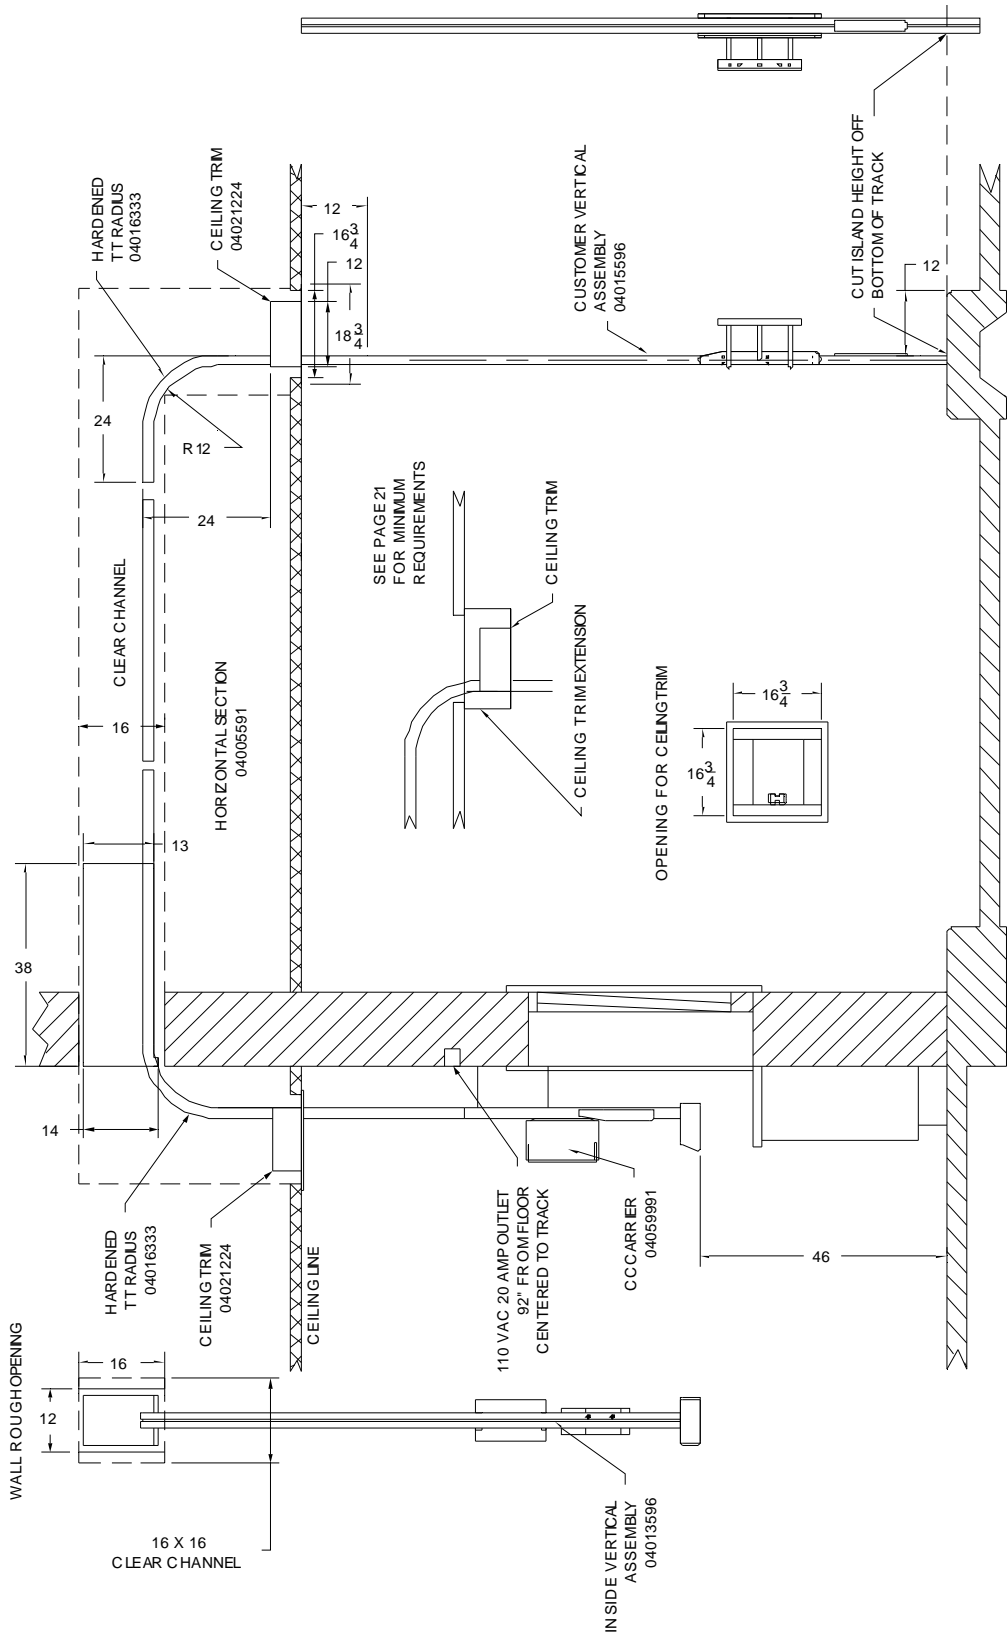 WALL ROUGH OPENING
12
16
16 X 16
CLEAR CHANNEL
INSIDE VERTICAL
ASSEMBLY
04013596
HARDENED
TT RADIUS
04016333
CEILING TRIM
04021224
CEILING LINE
110 VAC 20 AMP OUTLET
92" FROM FLOOR
CENTERED TO TRACK
CCC CARRIER
04059991
46
14
38
13
16
CLEAR CHANNEL
HORIZONTAL SECTION
04005591
24
R 12
24
HARDENED
TT RADIUS
04016333
CEILING TRIM
04021224
12
16 3/4
12
18 3/4
SEE PAGE 21
FOR MINIMUM
REQUIREMENTS
CEILING TRIM
CEILING TRIM EXTENSION
OPENING FOR CEILING TRIM
16 3/4
16 3/4
CUSTOMER VERTICAL
ASSEMBLY
04015596
CUT ISLAND HEIGHT OFF
BOTTOM OF TRACK
12